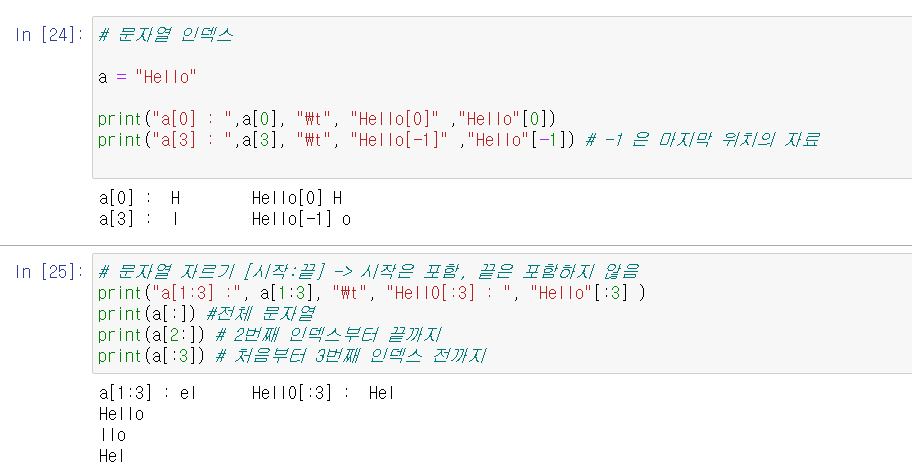 In [24]: # 문자열 인덱스
a = "Hello"
print("a[0] : ",a[0], "₩t", "Hello[0]" ,"Hello"[0])
print("a[3] : ",a[3], "₩t", "Hello[-1]" ,"Hello"[-1]) # -1 은 마지막 위치의 자료
a[0] :  H        Hello[0] H
a[3] :  l        Hello[-1] o
In [25]: # 문자열 자르기 [시작:끝] -> 시작은 포함, 끝은 포함하지 않음
print("a[1:3] :", a[1:3], "₩t", "Hell0[:3] : ", "Hello"[:3] )
print(a[:]) #전체 문자열
print(a[2:]) # 2번째 인덱스부터 끝까지
print(a[:3]) # 처음부터 3번째 인덱스 전까지
a[1:3] : el       Hell0[:3] :  Hel
Hello
llo
Hel